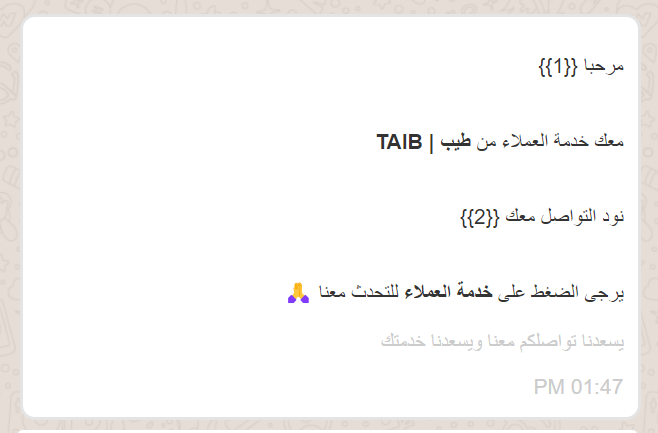 مرحبا {{1}}
معك خدمة العملاء من طيب | TAIB
نود التواصل معك {{2}}
يرجى الضغط على خدمة العملاء للتحدث معنا 🙏
يسعدنا تواصلكم معنا ويسعدنا خدمتك
01:47 PM